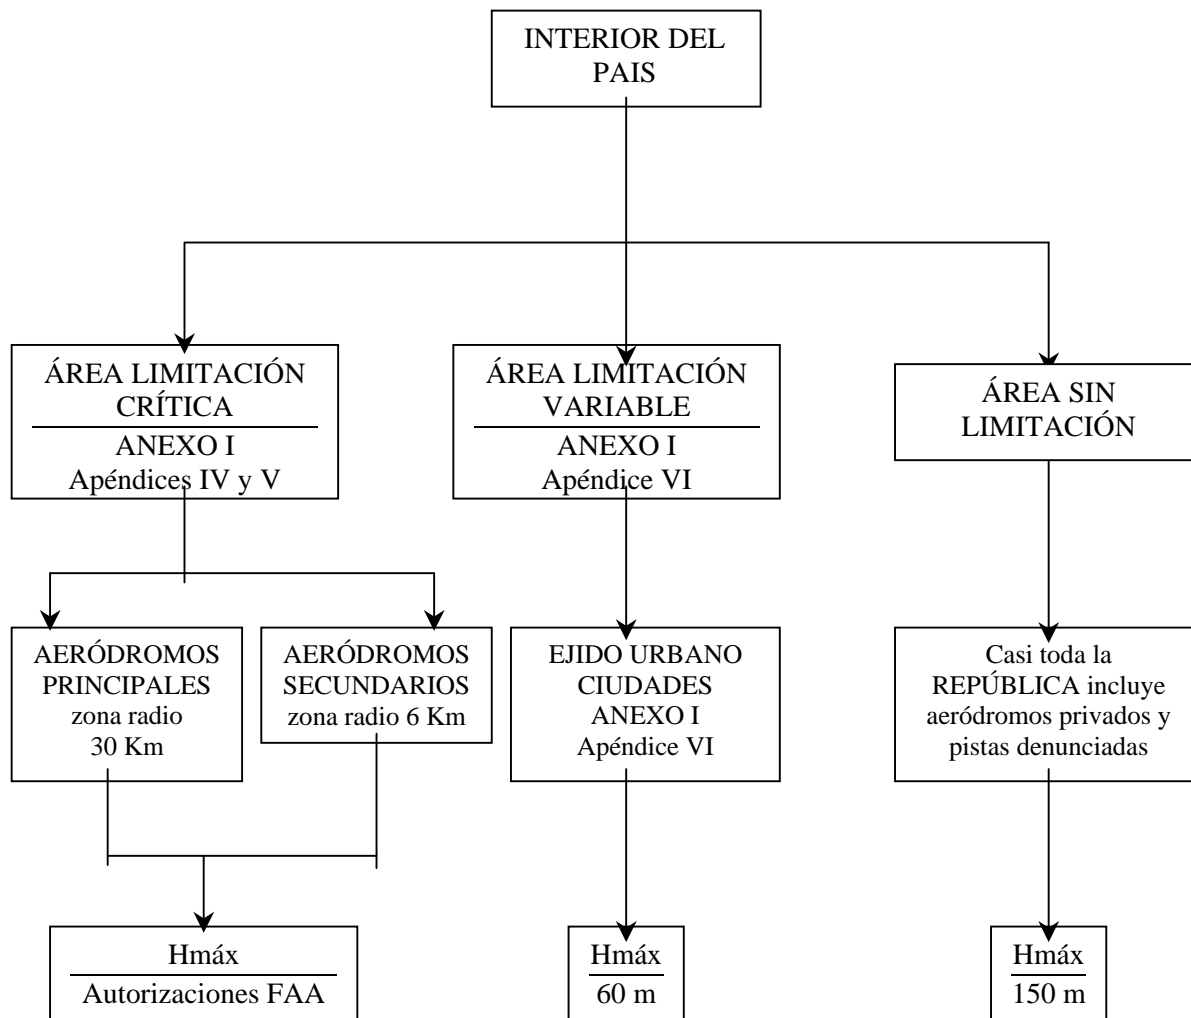 INTERIOR DEL
PAIS
ÁREA LIMITACIÓN
CRÍTICA
ANEXO I
Apéndices IV y V
ÁREA LIMITACIÓN
VARIABLE
ANEXO I
Apéndice VI
ÁREA SIN
LIMITACIÓN
AERÓDROMOS
PRINCIPALES
zona radio
30 Km
AERÓDROMOS
SECUNDARIOS
zona radio 6 Km
EJIDO URBANO
CIUDADES
ANEXO I
Apéndice VI
Casi toda la
REPÚBLICA incluye
aeródromos privados y
pistas denunciadas
Hmáx
Autorizaciones FAA
Hmáx
60 m
Hmáx
150 m